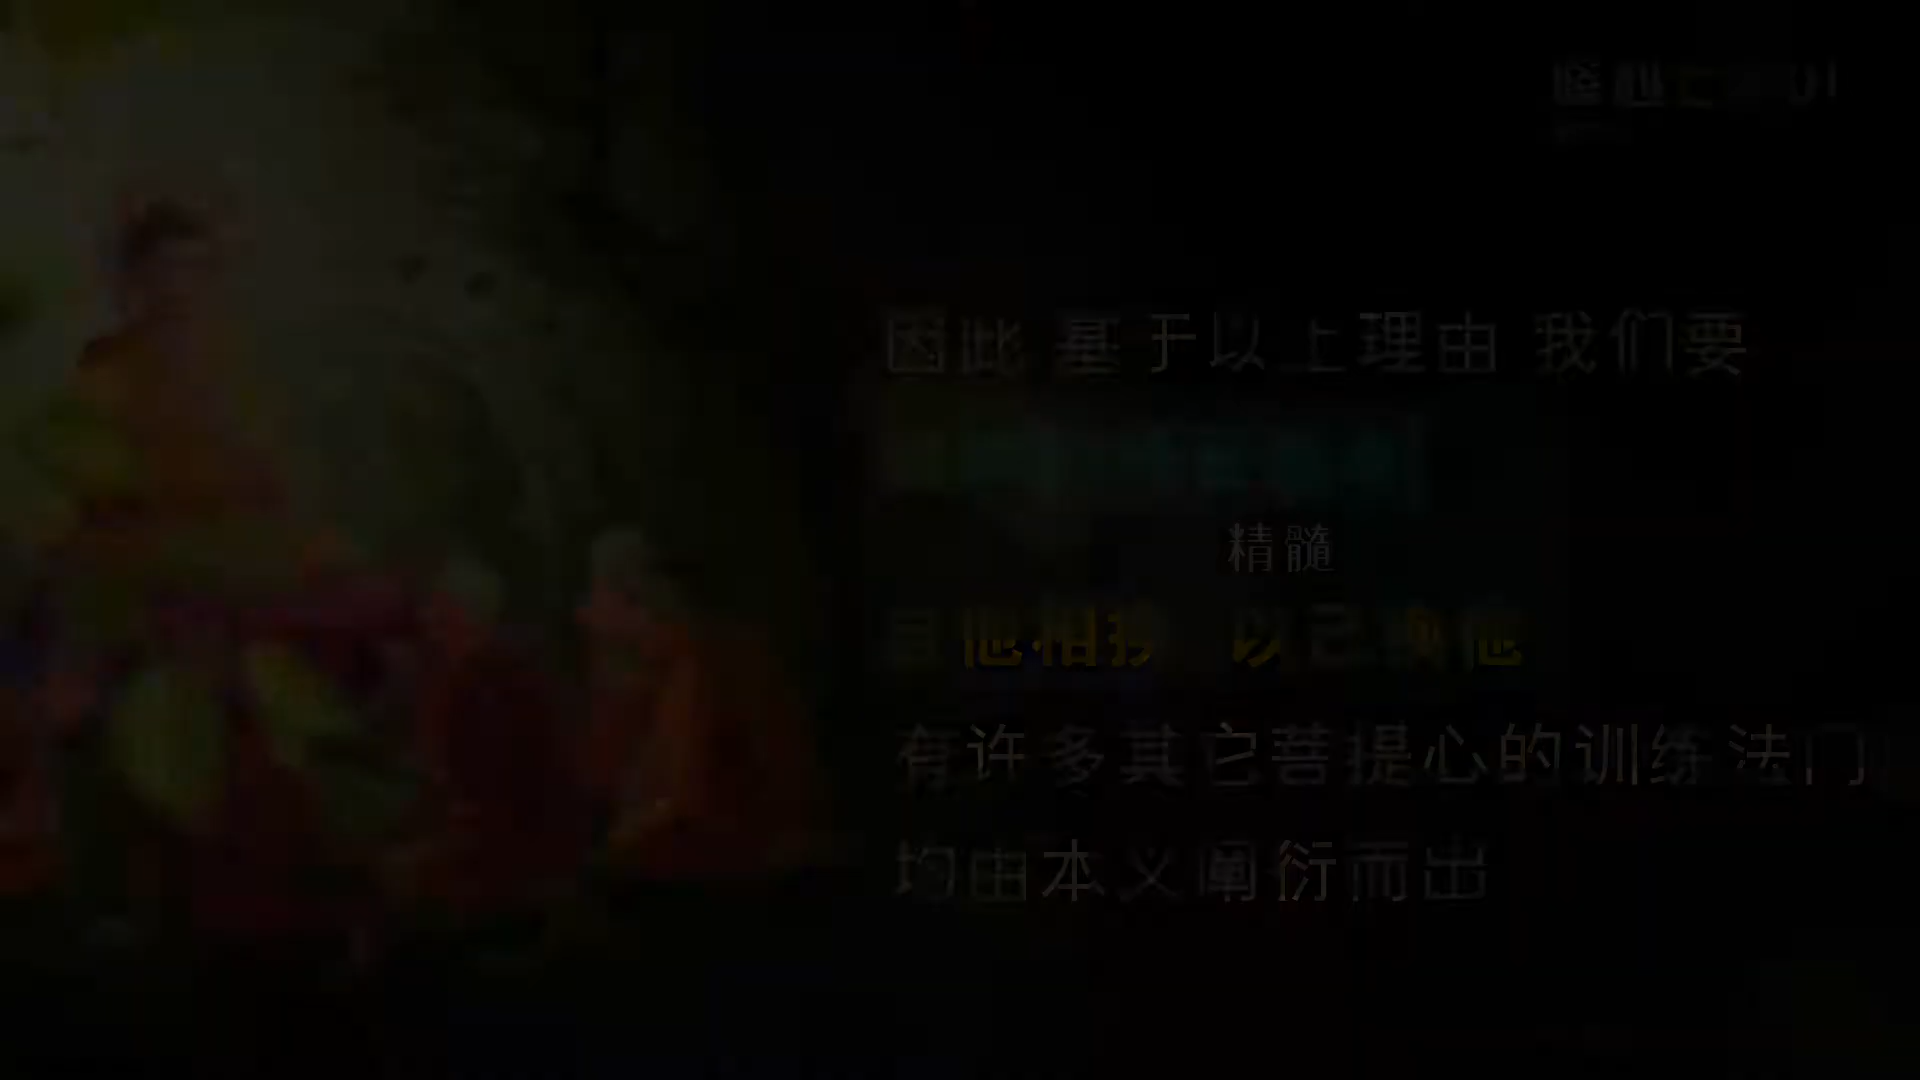 因此 基于以上理由 我们要
精髓
自他相换 以己换他
有许多其它菩提心的训练法门
均由本义阐衍而出